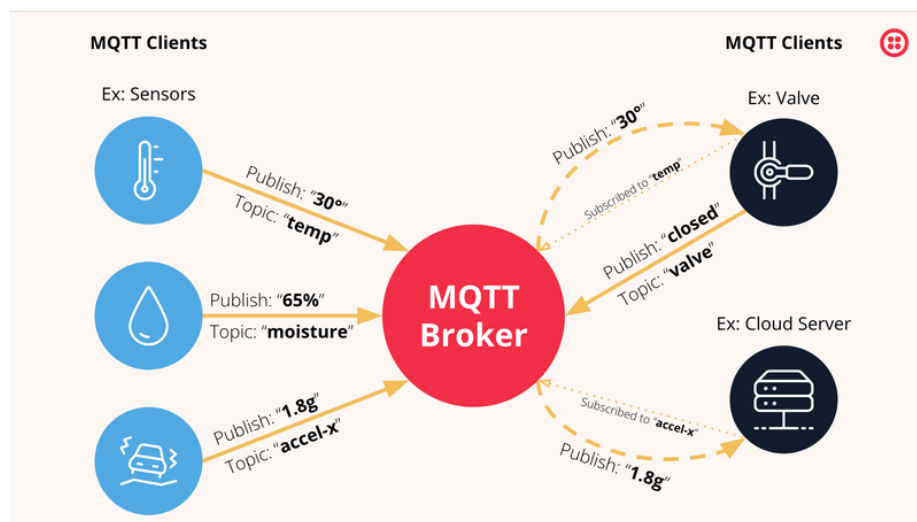 MQTT Clients
Ex: Sensors
Publish: “30°”
Topic: “temp”
Publish: “65%”
Topic: “moisture”
Publish: “1.8g”
Topic: “accel-x”
MQTT
Broker
MQTT Clients
Ex: Valve
Publish: “30°”
Subscribed to “temp”
Publish: “closed”
Topic: “valve”
Ex: Cloud Server
Subscribed to “accel-x”
Publish: “1.8g”